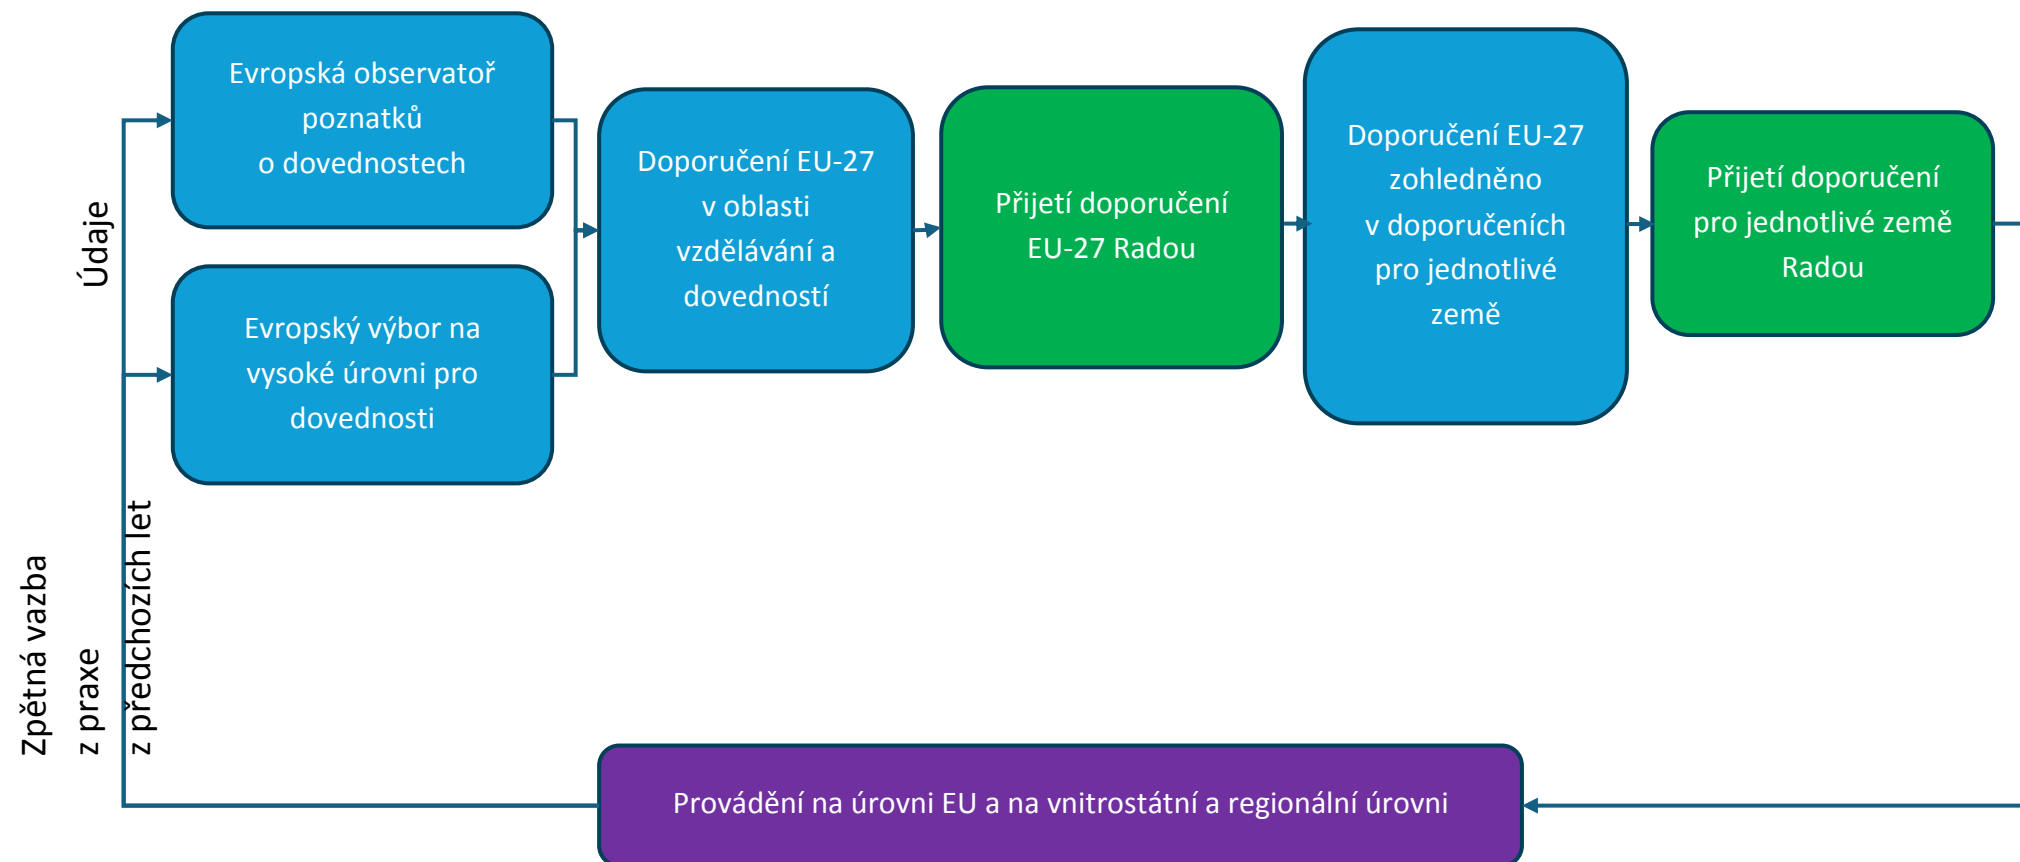 Evropská observatoř
poznatků
o dovednostech
Evropský výbor na
vysoké úrovni pro
dovednosti
Údaje
Zpětná vazba
z praxe
z předchozích let
Doporučení EU-27
v oblasti
vzdělávání a
dovedností
Přijetí doporučení
EU-27 Radou
Doporučení EU-27
zohledněno
v doporučeních
pro jednotlivé
země
Přijetí doporučení
pro jednotlivé země
Radou
Provádění na úrovni EU a na vnitrostátní a regionální úrovni